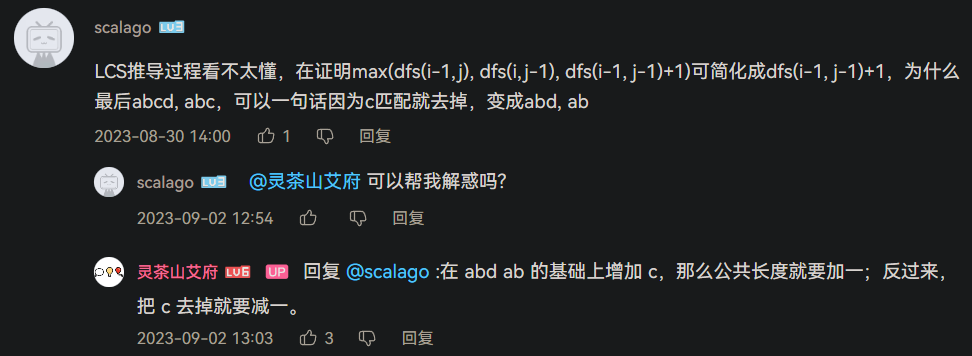 scalago LV3
LCS推导过程看不太懂，在证明max(dfs(i-1,j), dfs(i,j-1), dfs(i-1, j-1)+1)可简化成dfs(i-1, j-1)+1，为什么
最后abcd, abc，可以一句话因为c匹配就去掉，变成abd, ab
2023-08-30 14:00 1 回复
scalago LV3 @灵茶山艾府 可以帮我解惑吗？
2023-09-02 12:54 回复
灵茶山艾府 LV6 UP 回复 @scalago :在 abd ab 的基础上增加 c，那么公共长度就要加一；反过来，
把 c 去掉就要减一。
2023-09-02 13:03 3 回复